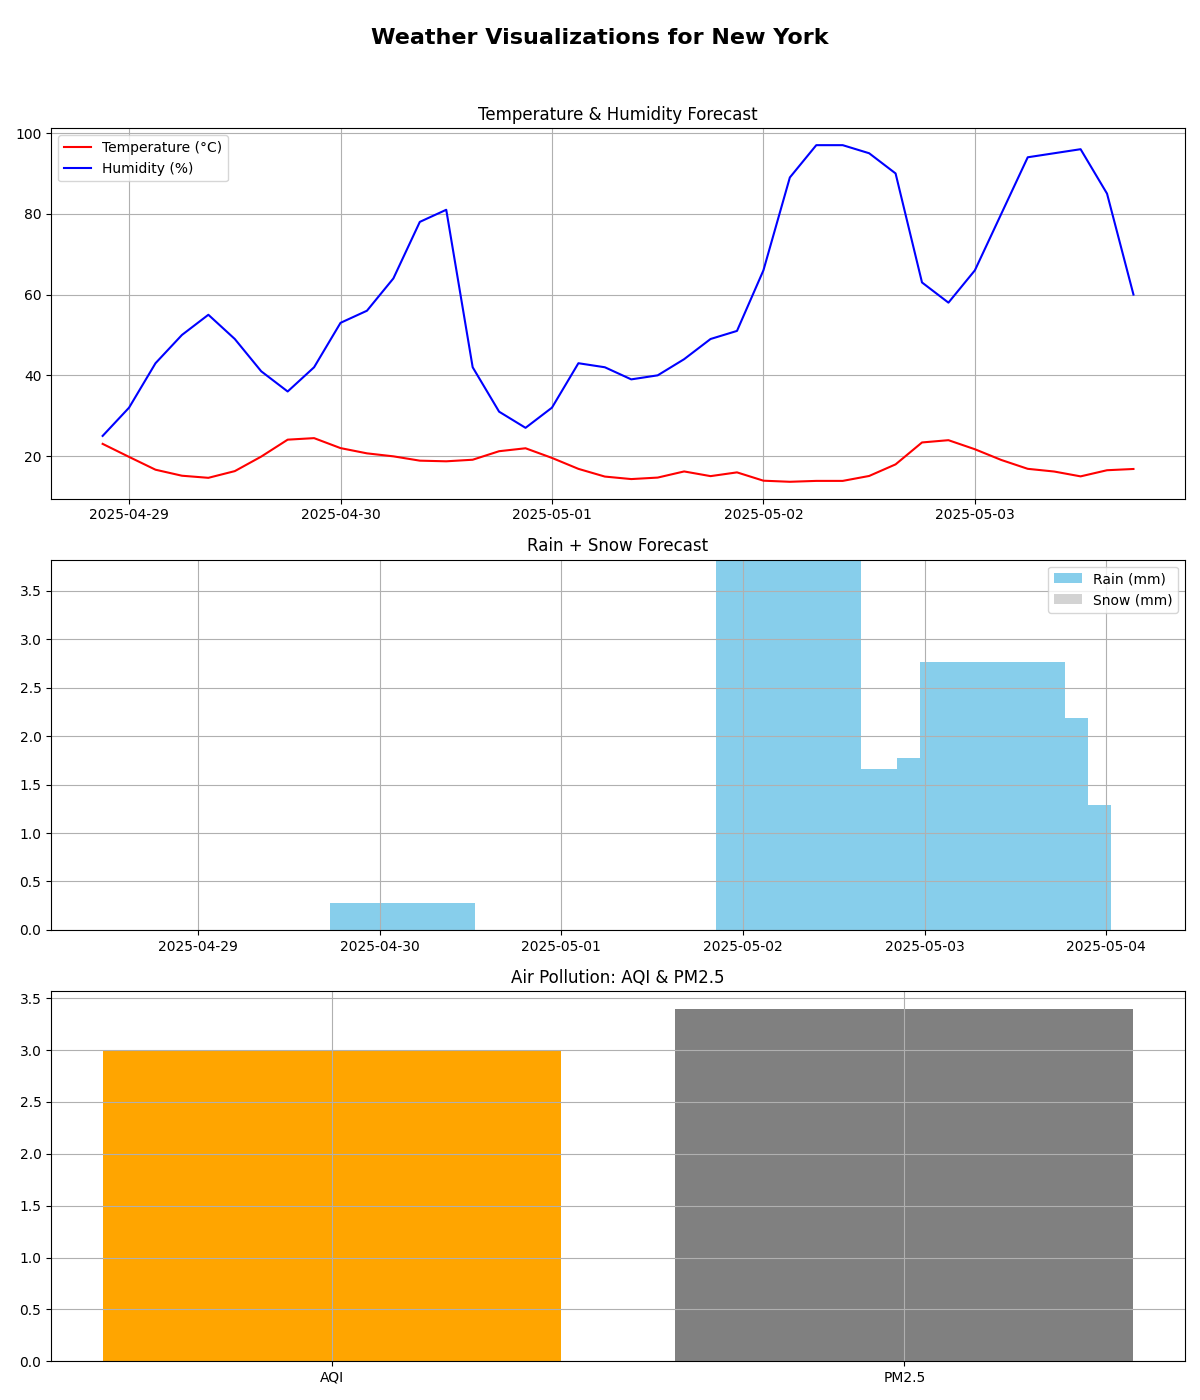 Weather Visualizations for New York
Temperature & Humidity Forecast
100
80
60
40
20
Temperature (°C)
Humidity (%)
2025-04-29 2025-04-30 2025-05-01 2025-05-02 2025-05-03
Rain + Snow Forecast
3.5
3.0
2.5
2.0
1.5
1.0
0.5
0.0
Rain (mm)
Snow (mm)
2025-04-29 2025-04-30 2025-05-01 2025-05-02 2025-05-03 2025-05-04
Air Pollution: AQI & PM2.5
3.5
3.0
2.5
2.0
1.5
1.0
0.5
0.0
AQI PM2.5